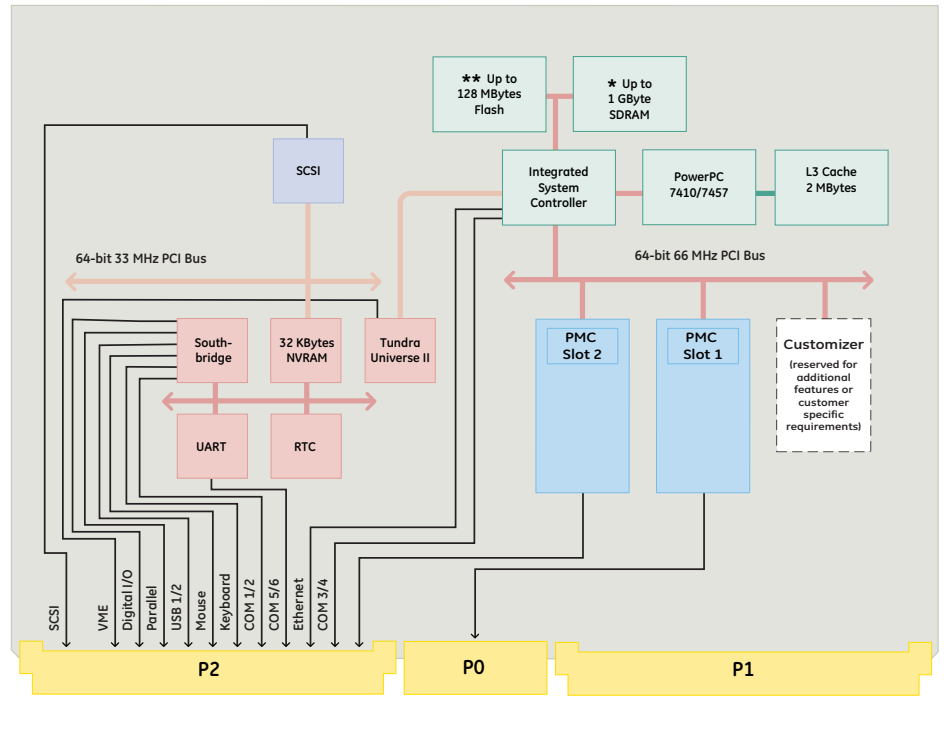 ** Up to
128 MBytes
Flash
* Up to
1 GByte
SDRAM
SCSI
Integrated
System
Controller
PowerPC
7410/7457
L3 Cache
2 MBytes
64-bit 33 MHz PCI Bus
64-bit 66 MHz PCI Bus
South-
bridge
32 KBytes
NVRAM
Tundra
Universe II
PMC
Slot 2
PMC
Slot 1
Customizer
(reserved for
additional
features or
customer
specific
requirements)
UART
RTC
SCSI
VME
Digital I/O
Parallel
USB 1/2
Mouse
Keyboard
COM 1/2
COM 5/6
Ethernet
COM 3/4
P2
P0
P1